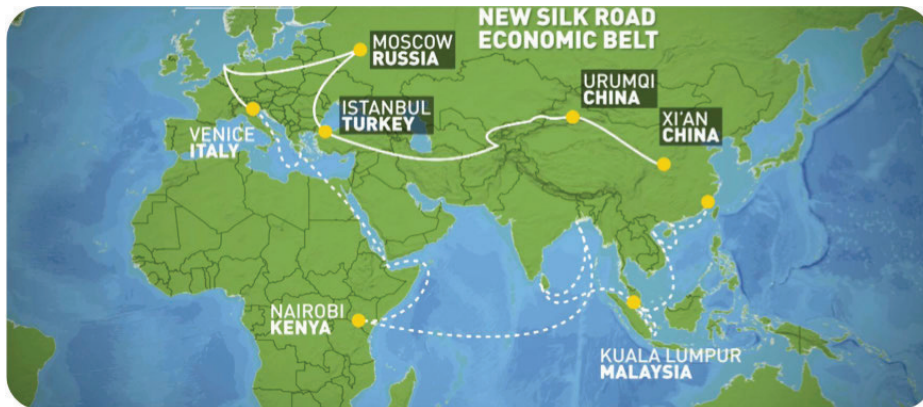 NEW SILK ROAD
ECONOMIC BELT
MOSCOW
RUSSIA
URUMQI
CHINA
ISTANBUL
TURKEY
XI'AN
CHINA
VENICE
ITALY
NAIROBI
KENYA
KUALA LUMPUR
MALAYSIA